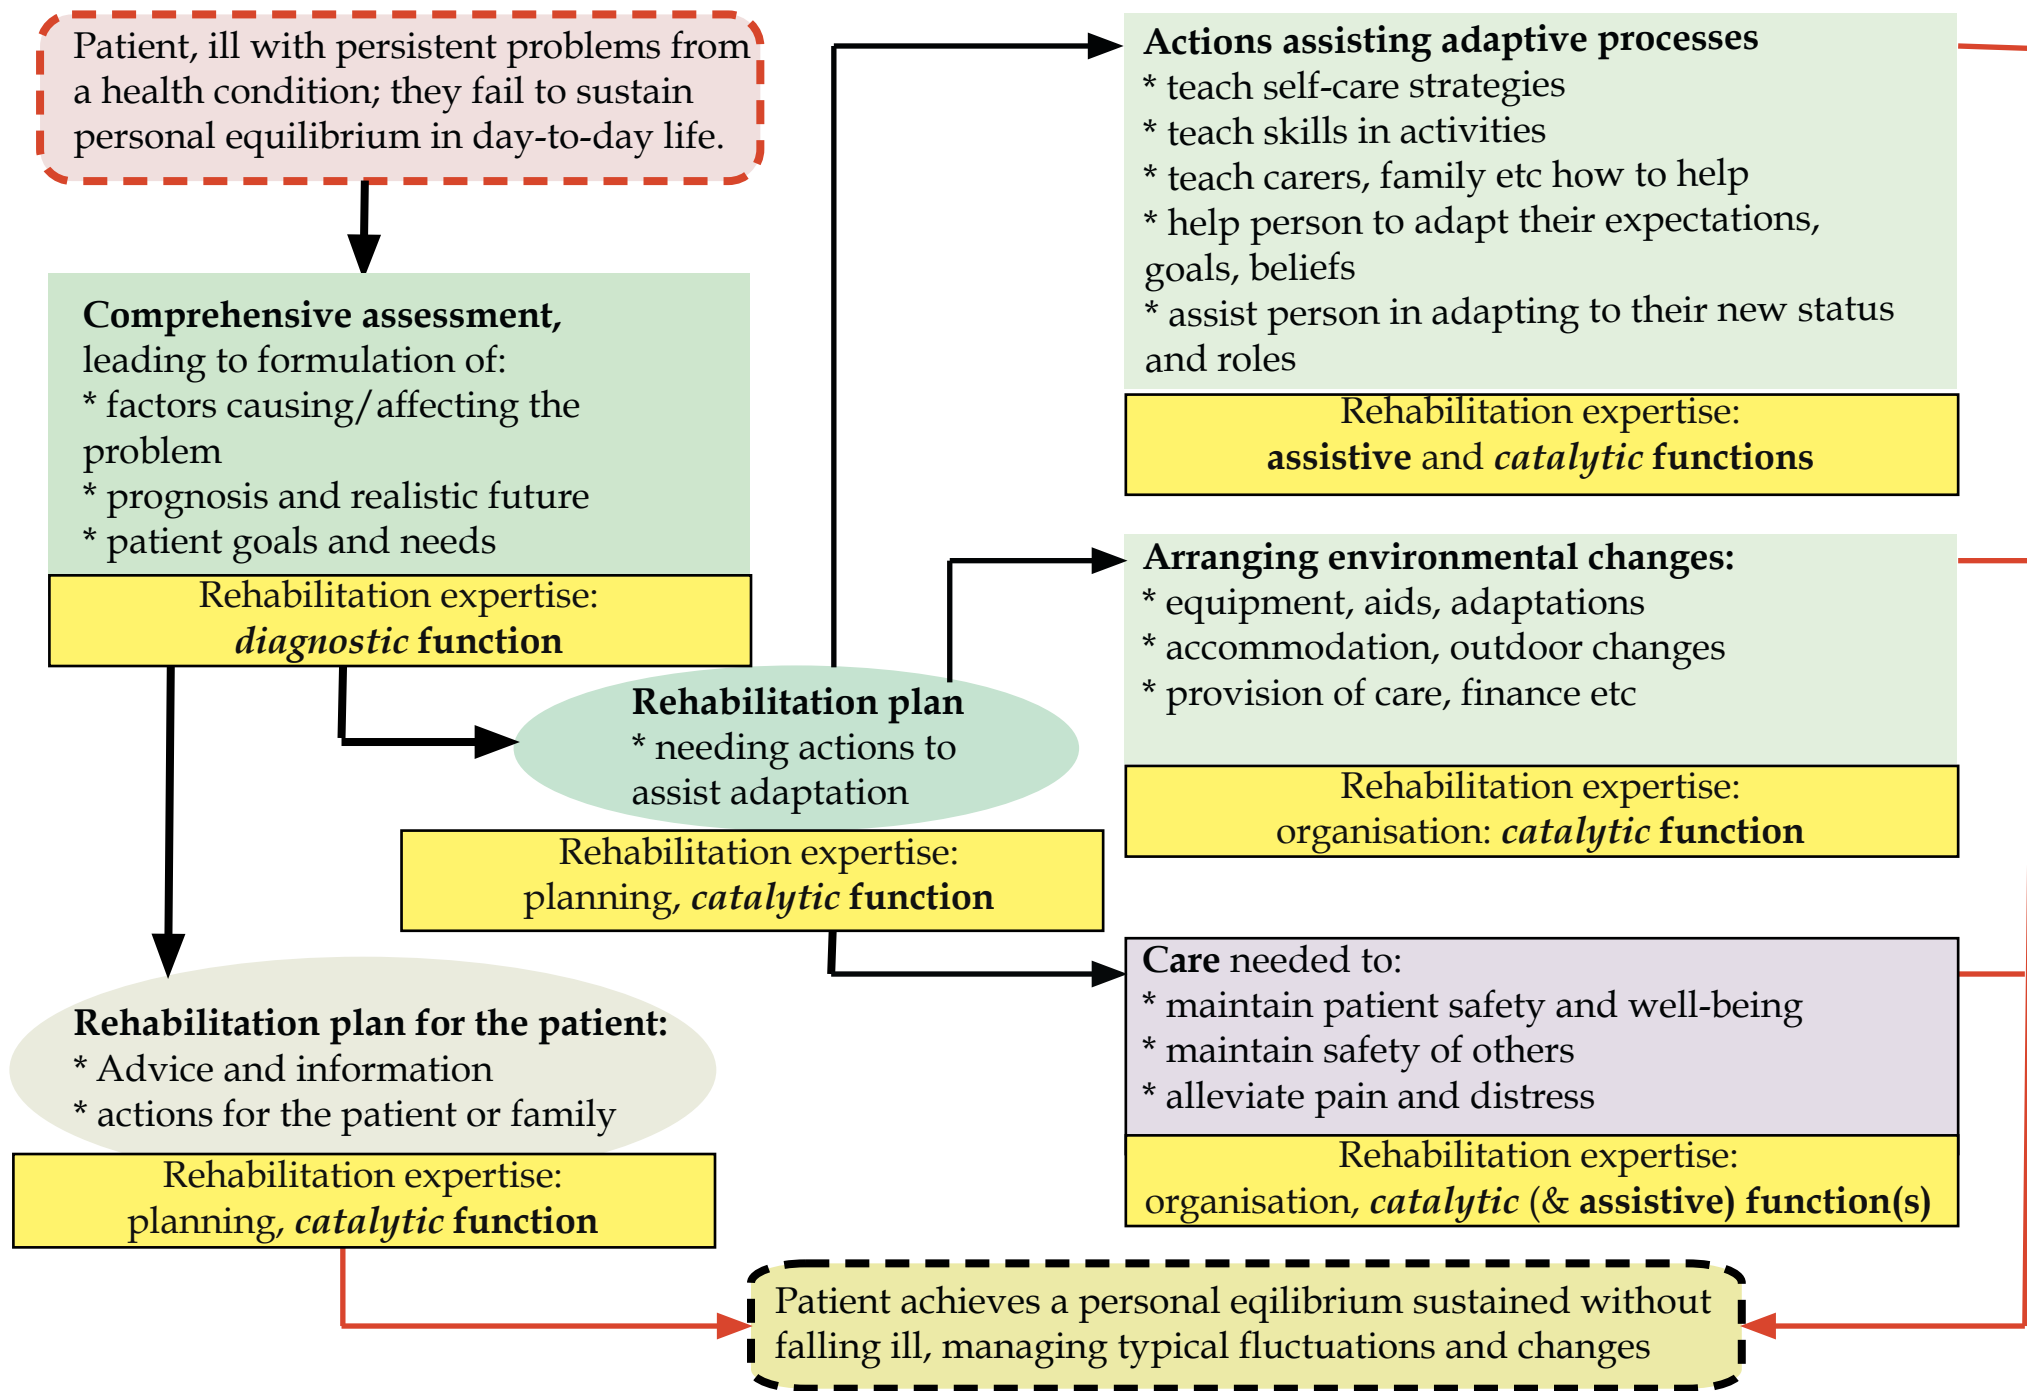 Patient, ill with persistent problems from
a health condition; they fail to sustain
personal equilibrium in day-to-day life.
Comprehensive assessment,
leading to formulation of:
* factors causing/affecting the
problem
* prognosis and realistic future
* patient goals and needs
Rehabilitation expertise:
diagnostic function
Rehabilitation plan
* needing actions to
assist adaptation
Rehabilitation expertise:
planning, catalytic function
Rehabilitation plan for the patient:
* Advice and information
* actions for the patient or family
Rehabilitation expertise:
planning, catalytic function
Actions assisting adaptive processes
* teach self-care strategies
* teach skills in activities
* teach carers, family etc how to help
* help person to adapt their expectations,
goals, beliefs
* assist person in adapting to their new status
and roles
Rehabilitation expertise:
assistive and catalytic functions
Arranging environmental changes:
* equipment, aids, adaptations
* accommodation, outdoor changes
* provision of care, finance etc
Rehabilitation expertise:
organisation: catalytic function
Care needed to:
* maintain patient safety and well-being
* maintain safety of others
* alleviate pain and distress
Rehabilitation expertise:
organisation, catalytic (& assistive) function(s)
Patient achieves a personal eqilibrium sustained without
falling ill, managing typical fluctuations and changes